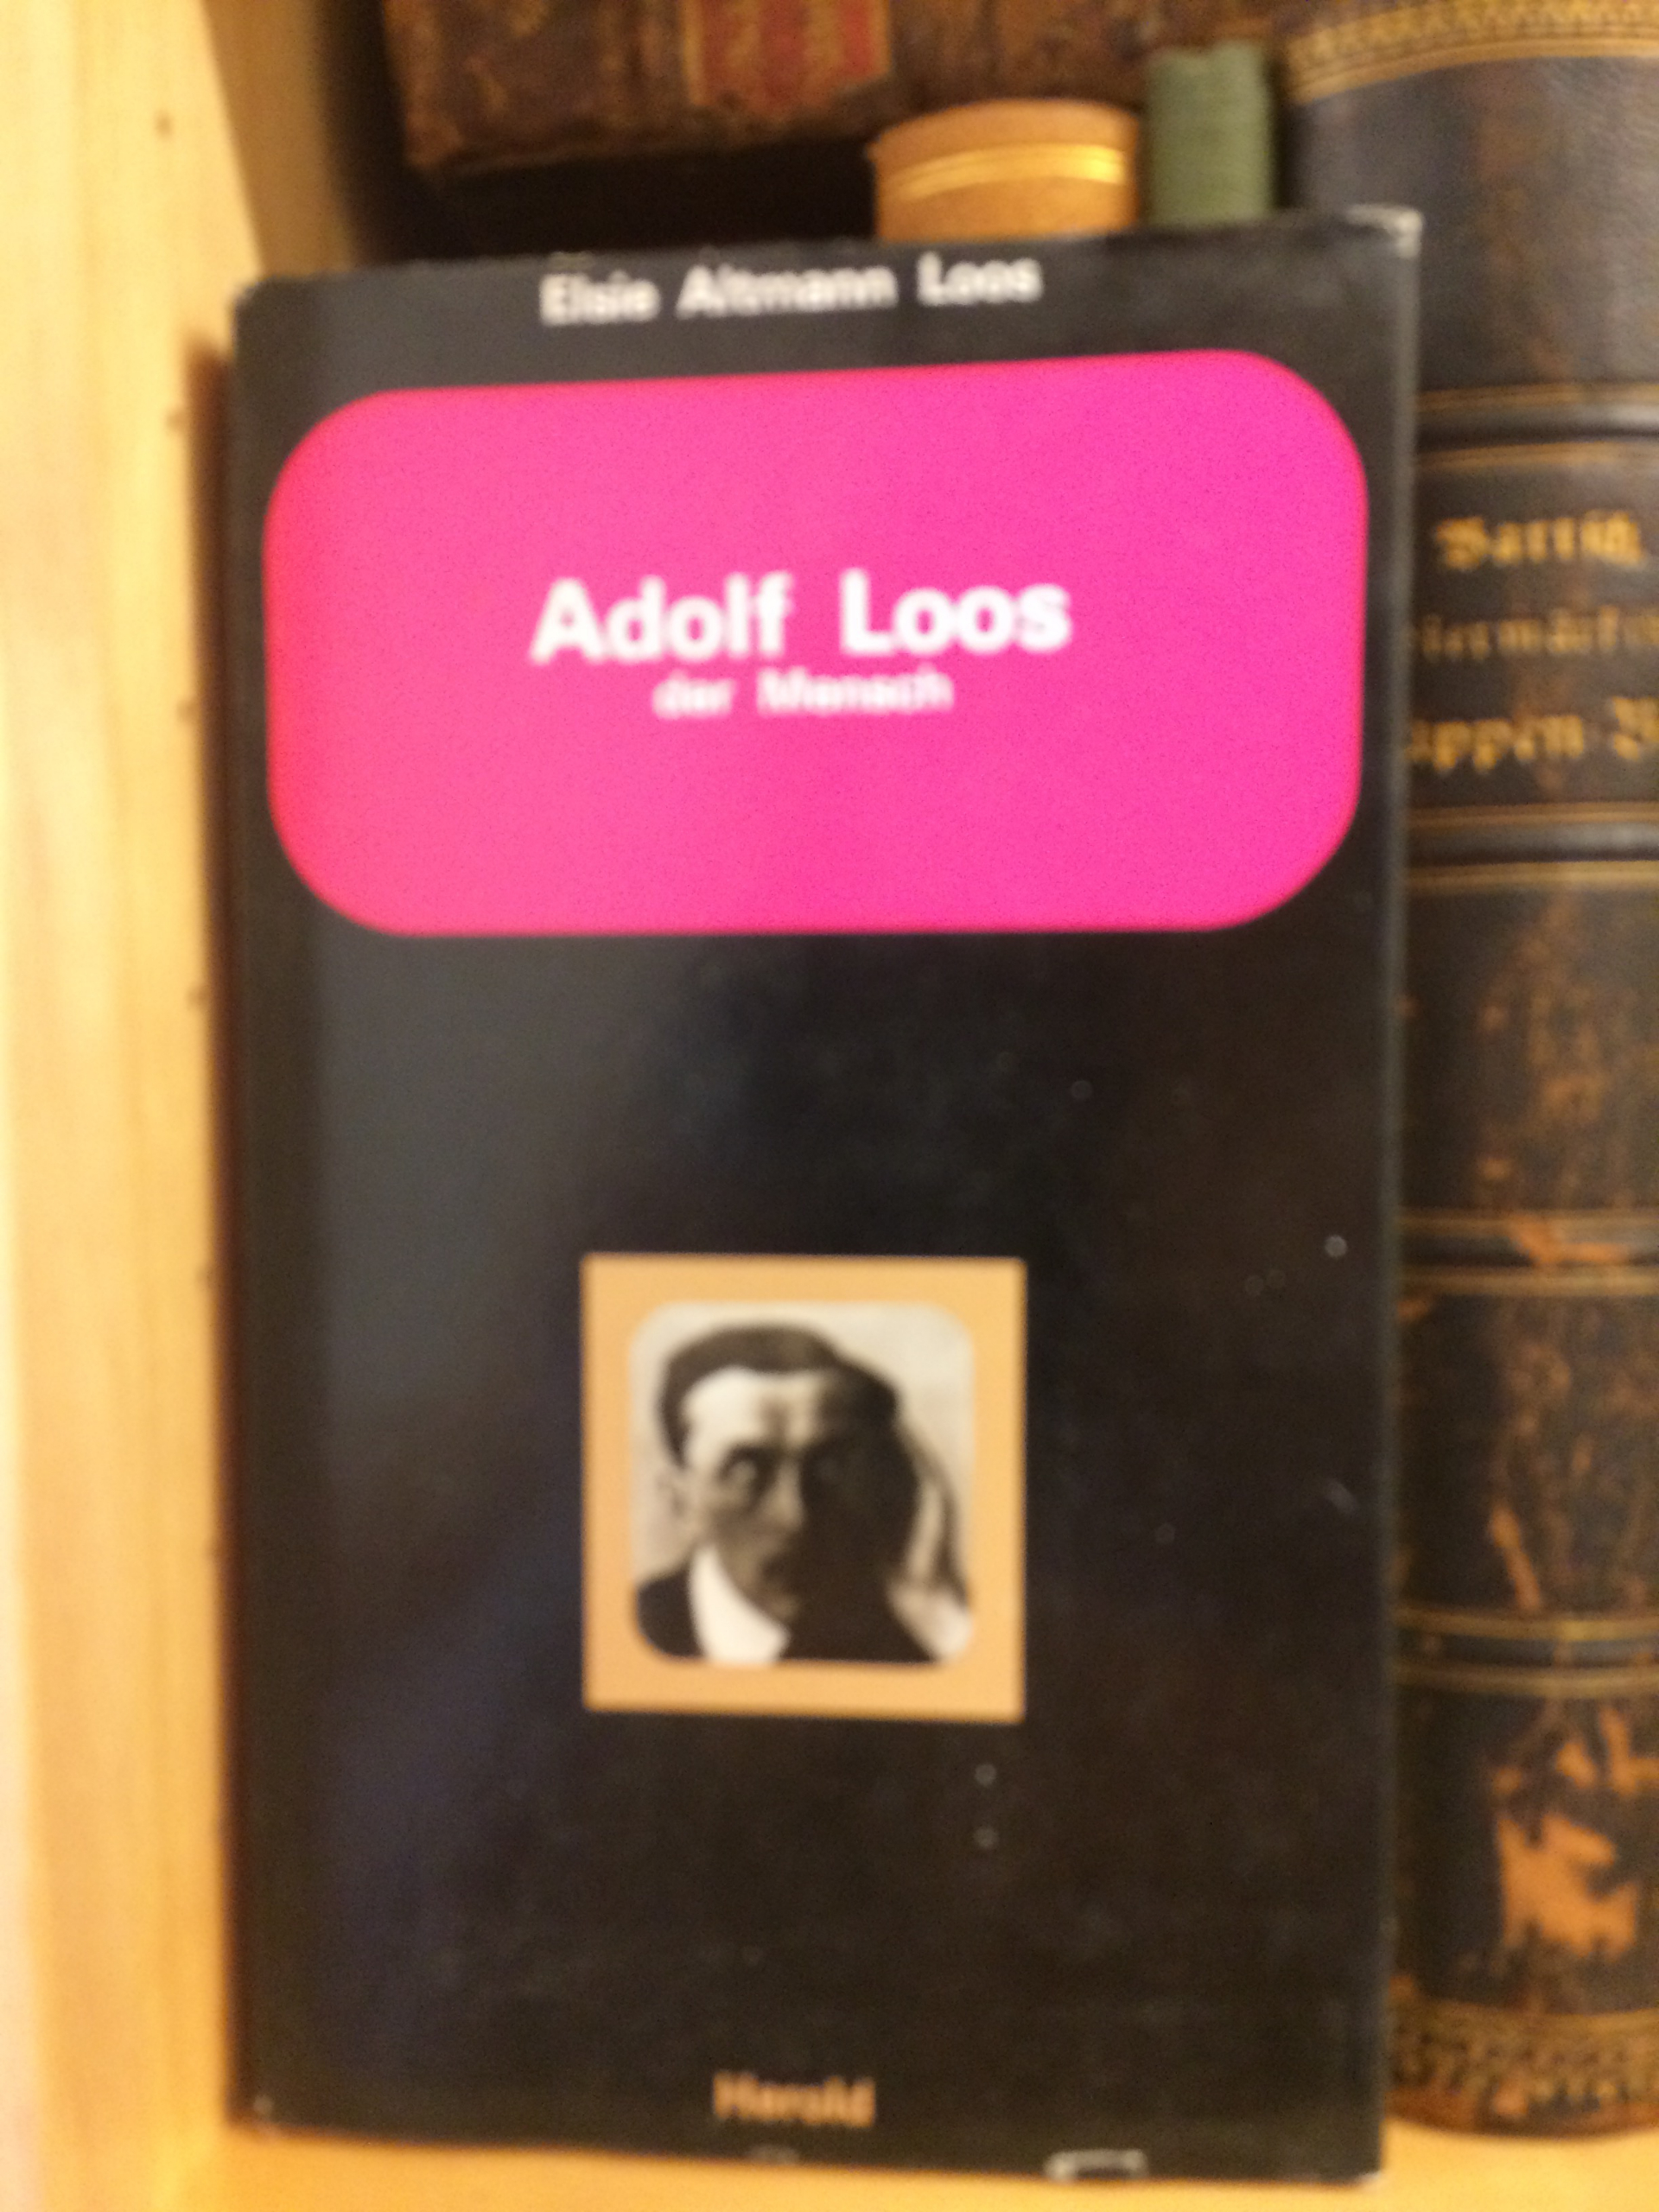 Elsie Altmann Loos
Adolf Loos
der Mensch
Herold